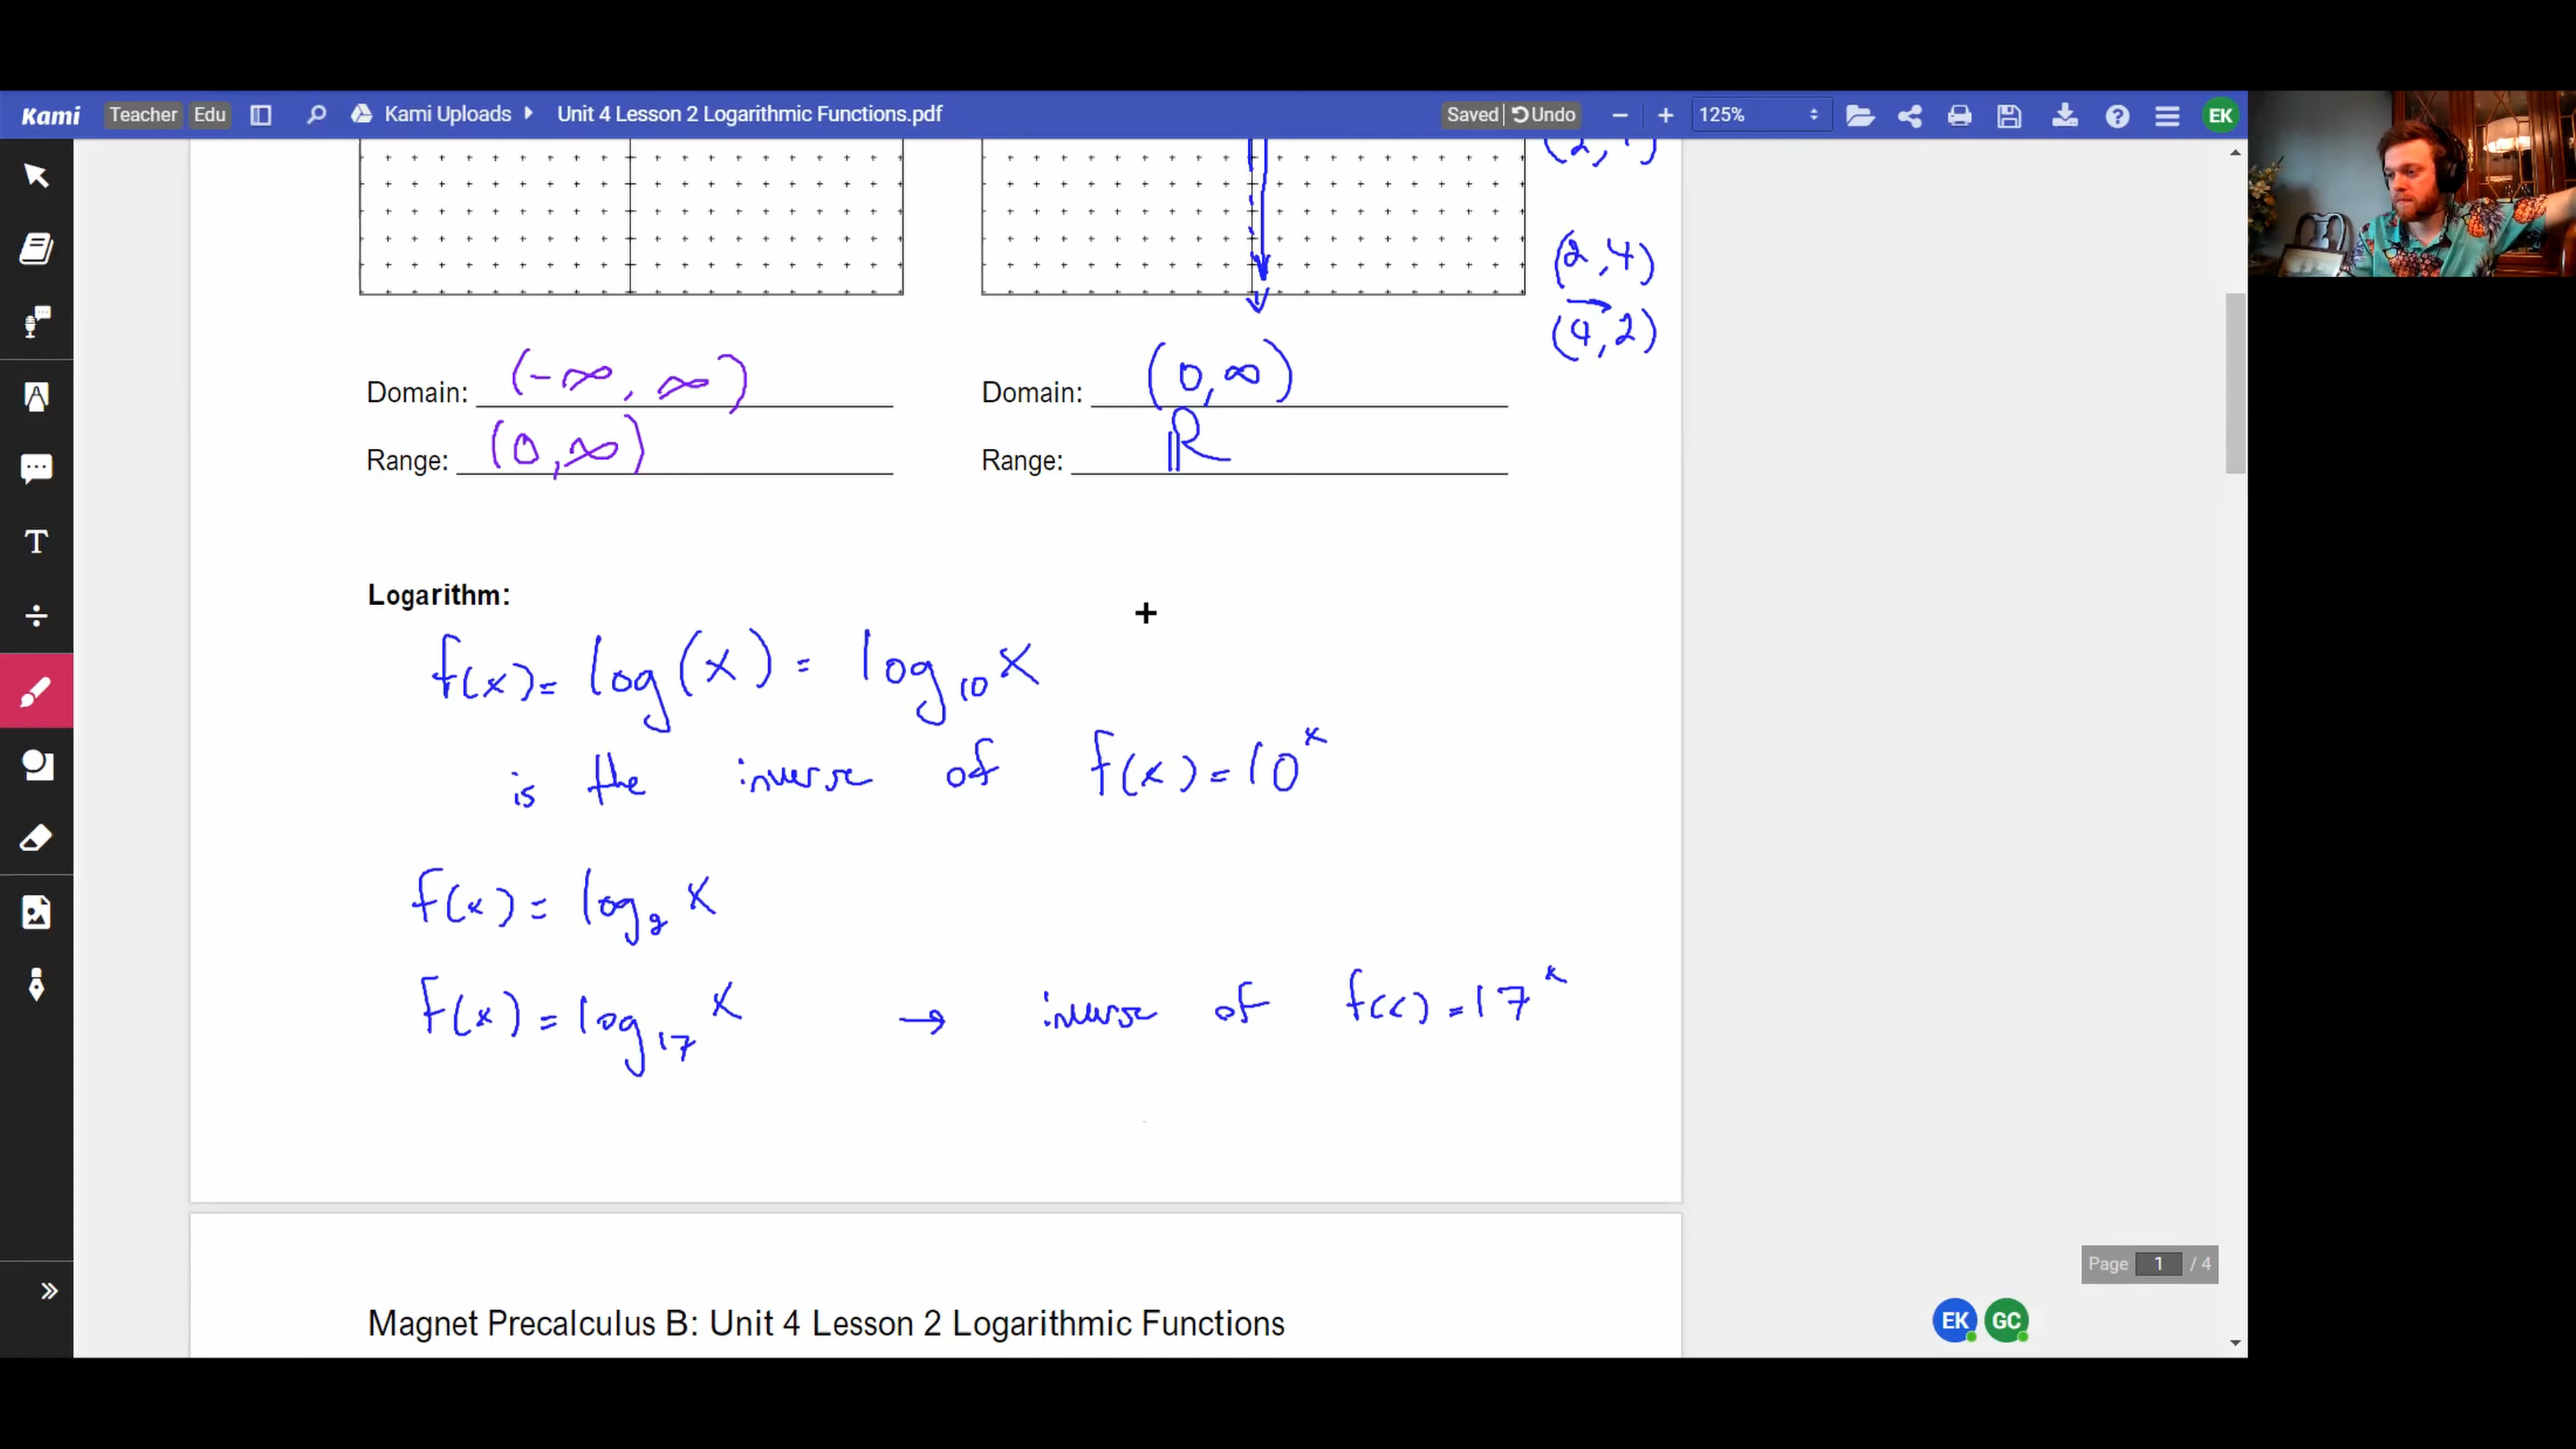 Kami Teacher Edu Kami Uploads Unit 4 Lesson 2 Logarithmic Functions.pdf Saved Undo 125% EK
(2,4)
(4,2)
Domain: (-∞, ∞)
Domain: (0, ∞)
Range: (0, ∞)
Range: ℝ
Logarithm:
f(x)= log(x) = log₁₀ x
is the inverse of f(x)=10ˣ
f(x) = log₂ x
f(x) = log₁₇ x → inverse of f(x)=17ˣ
Page 1 / 4
Magnet Precalculus B: Unit 4 Lesson 2 Logarithmic Functions
EK GC